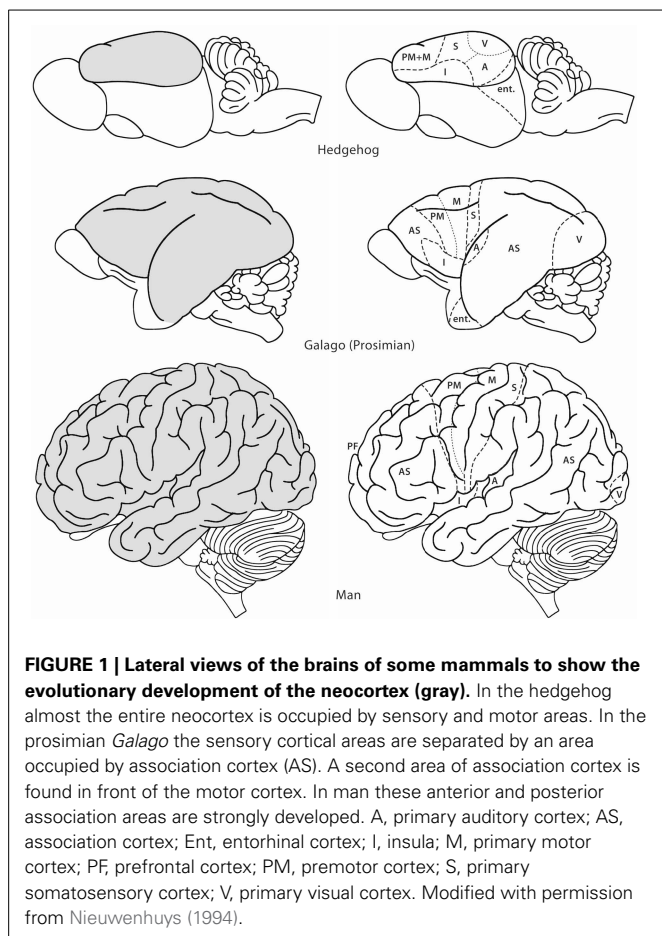 S
V
PM+M
I
A
ent.
Hedgehog
M
PM
S
AS
A
AS
V
I
ent.
Galago (Prosimian)
PM
M
S
PF
AS
AS
A
V
I
Man
FIGURE 1 | Lateral views of the brains of some mammals to show the
evolutionary development of the neocortex (gray). In the hedgehog
almost the entire neocortex is occupied by sensory and motor areas. In the
prosimian Galago the sensory cortical areas are separated by an area
occupied by association cortex (AS). A second area of association cortex is
found in front of the motor cortex. In man these anterior and posterior
association areas are strongly developed. A, primary auditory cortex; AS,
association cortex; Ent, entorhinal cortex; I, insula; M, primary motor
cortex; PF, prefrontal cortex; PM, premotor cortex; S, primary
somatosensory cortex; V, primary visual cortex. Modified with permission
from Nieuwenhuys (1994).